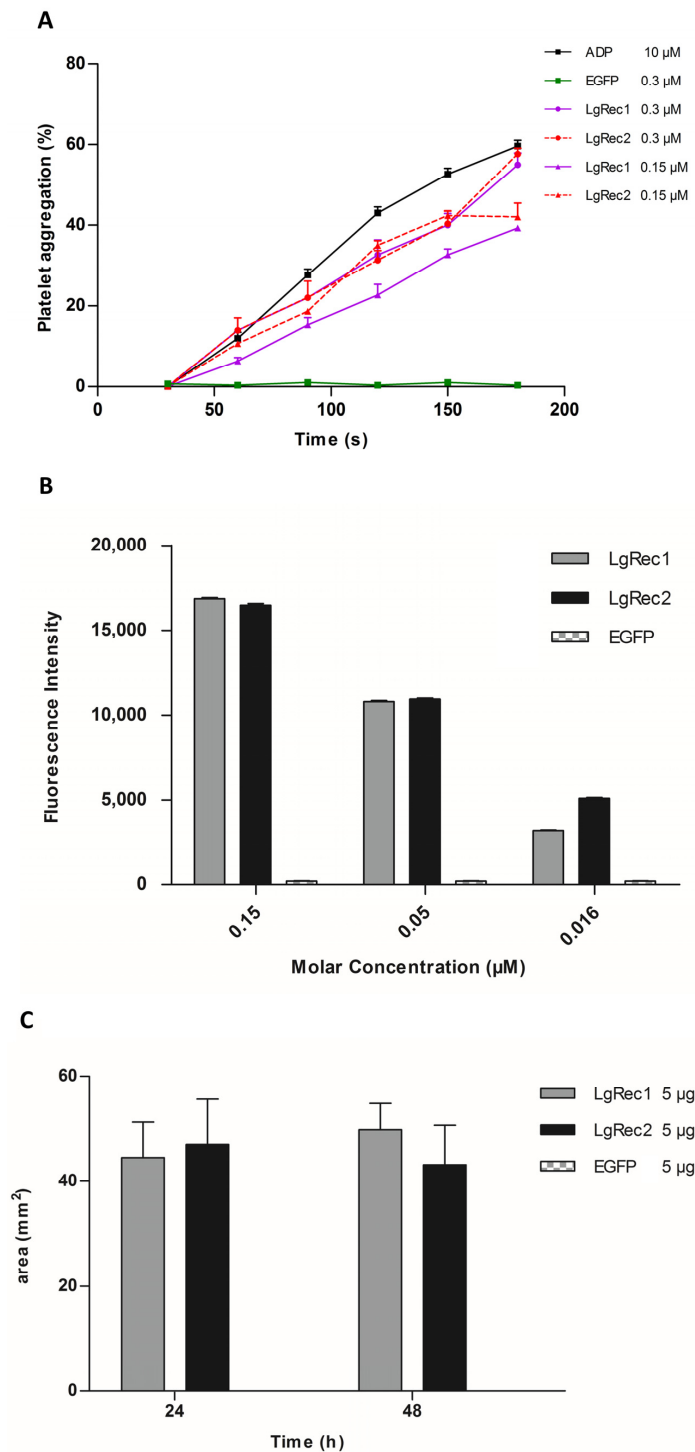 A
ADP 10 µM
EGFP 0.3 µM
LgRec1 0.3 µM
LgRec2 0.3 µM
LgRec1 0.15 µM
LgRec2 0.15 µM
Platelet aggregation (%)
80
60
40
20
0
0 50 100 150 200
Time (s)
B
LgRec1
LgRec2
EGFP
Fluorescence Intensity
20,000
15,000
10,000
5,000
0
0.15 0.05 0.016
Molar Concentration (µM)
C
LgRec1 5 µg
LgRec2 5 µg
EGFP 5 µg
area (mm²)
60
40
20
0
24 48
Time (h)